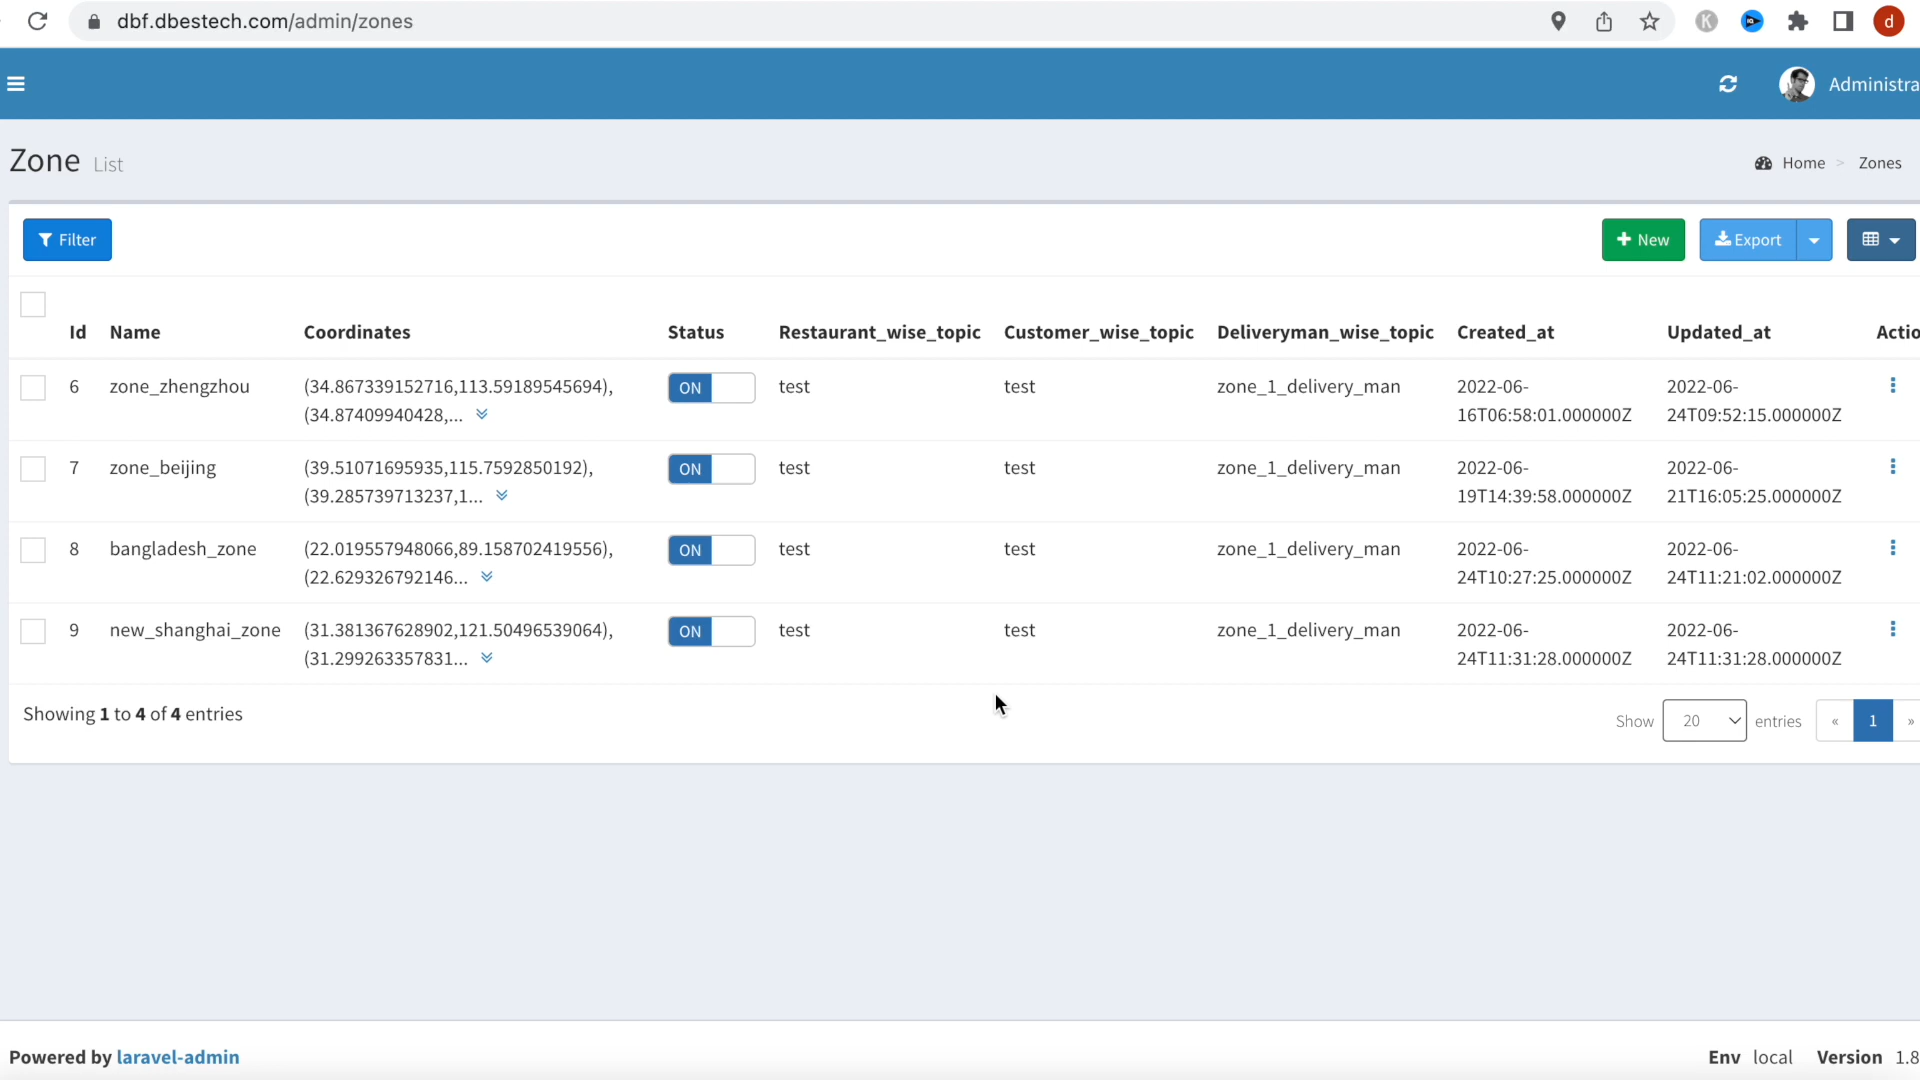 dbf.dbestech.com/admin/zones
K
d
Administra
Zone List
Home > Zones
Filter
New
Export
Id Name Coordinates Status Restaurant_wise_topic Customer_wise_topic Deliveryman_wise_topic Created_at Updated_at Actio
6 zone_zhengzhou (34.867339152716,113.59189545694), ON test test zone_1_delivery_man 2022-06- 2022-06-
(34.87409940428,... 16T06:58:01.000000Z 24T09:52:15.000000Z
7 zone_beijing (39.51071695935,115.7592850192), ON test test zone_1_delivery_man 2022-06- 2022-06-
(39.285739713237,1... 19T14:39:58.000000Z 21T16:05:25.000000Z
8 bangladesh_zone (22.019557948066,89.158702419556), ON test test zone_1_delivery_man 2022-06- 2022-06-
(22.629326792146... 24T10:27:25.000000Z 24T11:21:02.000000Z
9 new_shanghai_zone (31.381367628902,121.50496539064), ON test test zone_1_delivery_man 2022-06- 2022-06-
(31.299263357831... 24T11:31:28.000000Z 24T11:31:28.000000Z
Showing 1 to 4 of 4 entries
Show 20 entries « 1 »
Powered by laravel-admin
Env local Version 1.8